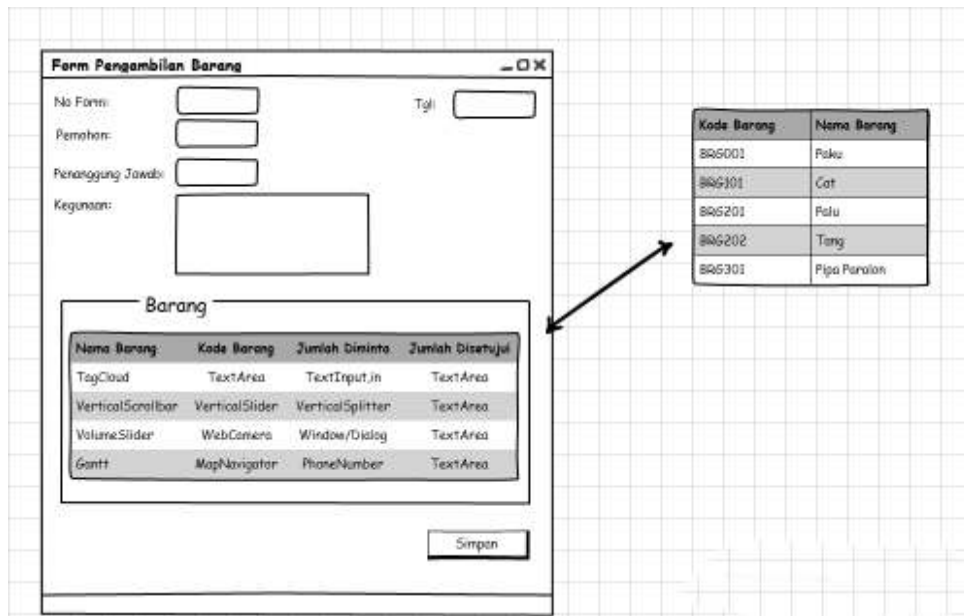 Form Pengambilan Barang
No Form:
Tgl:
Pemohon:
Penanggung Jawab:
Kegunaan:
Barang
Nama Barang Kode Barang Jumlah Diminta Jumlah Disetujui
TagCloud TextArea TextInput,in TextArea
VerticalScrollbar VerticalSlider VerticalSplitter TextArea
VolumeSlider WebCamera Window/Dialog TextArea
Gantt MapNavigator PhoneNumber TextArea
Simpan
Kode Barang Nama Barang
BRG001 Paku
BRG101 Cat
BRG201 Palu
BRG202 Tang
BRG301 Pipa Paralon